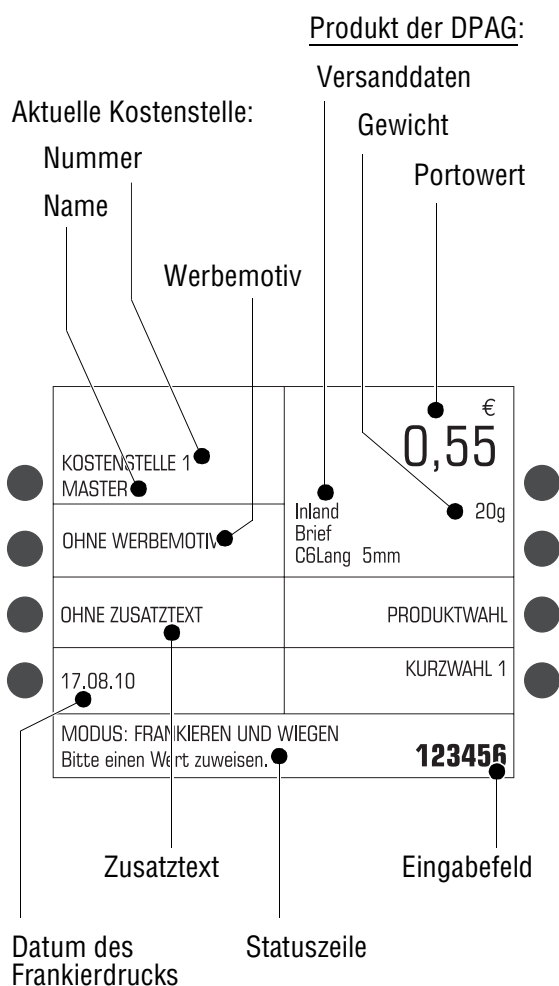 Produkt der DPAG:
Versanddaten
Aktuelle Kostenstelle:
Gewicht
Nummer
Portowert
Name
Werbemotiv
€
0,55
KOSTENSTELLE 1
MASTER
20g
Inland
Brief
C6Lang 5mm
OHNE WERBEMOTIV
OHNE ZUSATZTEXT
PRODUKTWAHL
17.08.10
KURZWAHL 1
MODUS: FRANKIEREN UND WIEGEN
Bitte einen Wert zuweisen.
123456
Zusatztext
Eingabefeld
Datum des
Frankierdrucks
Statuszeile